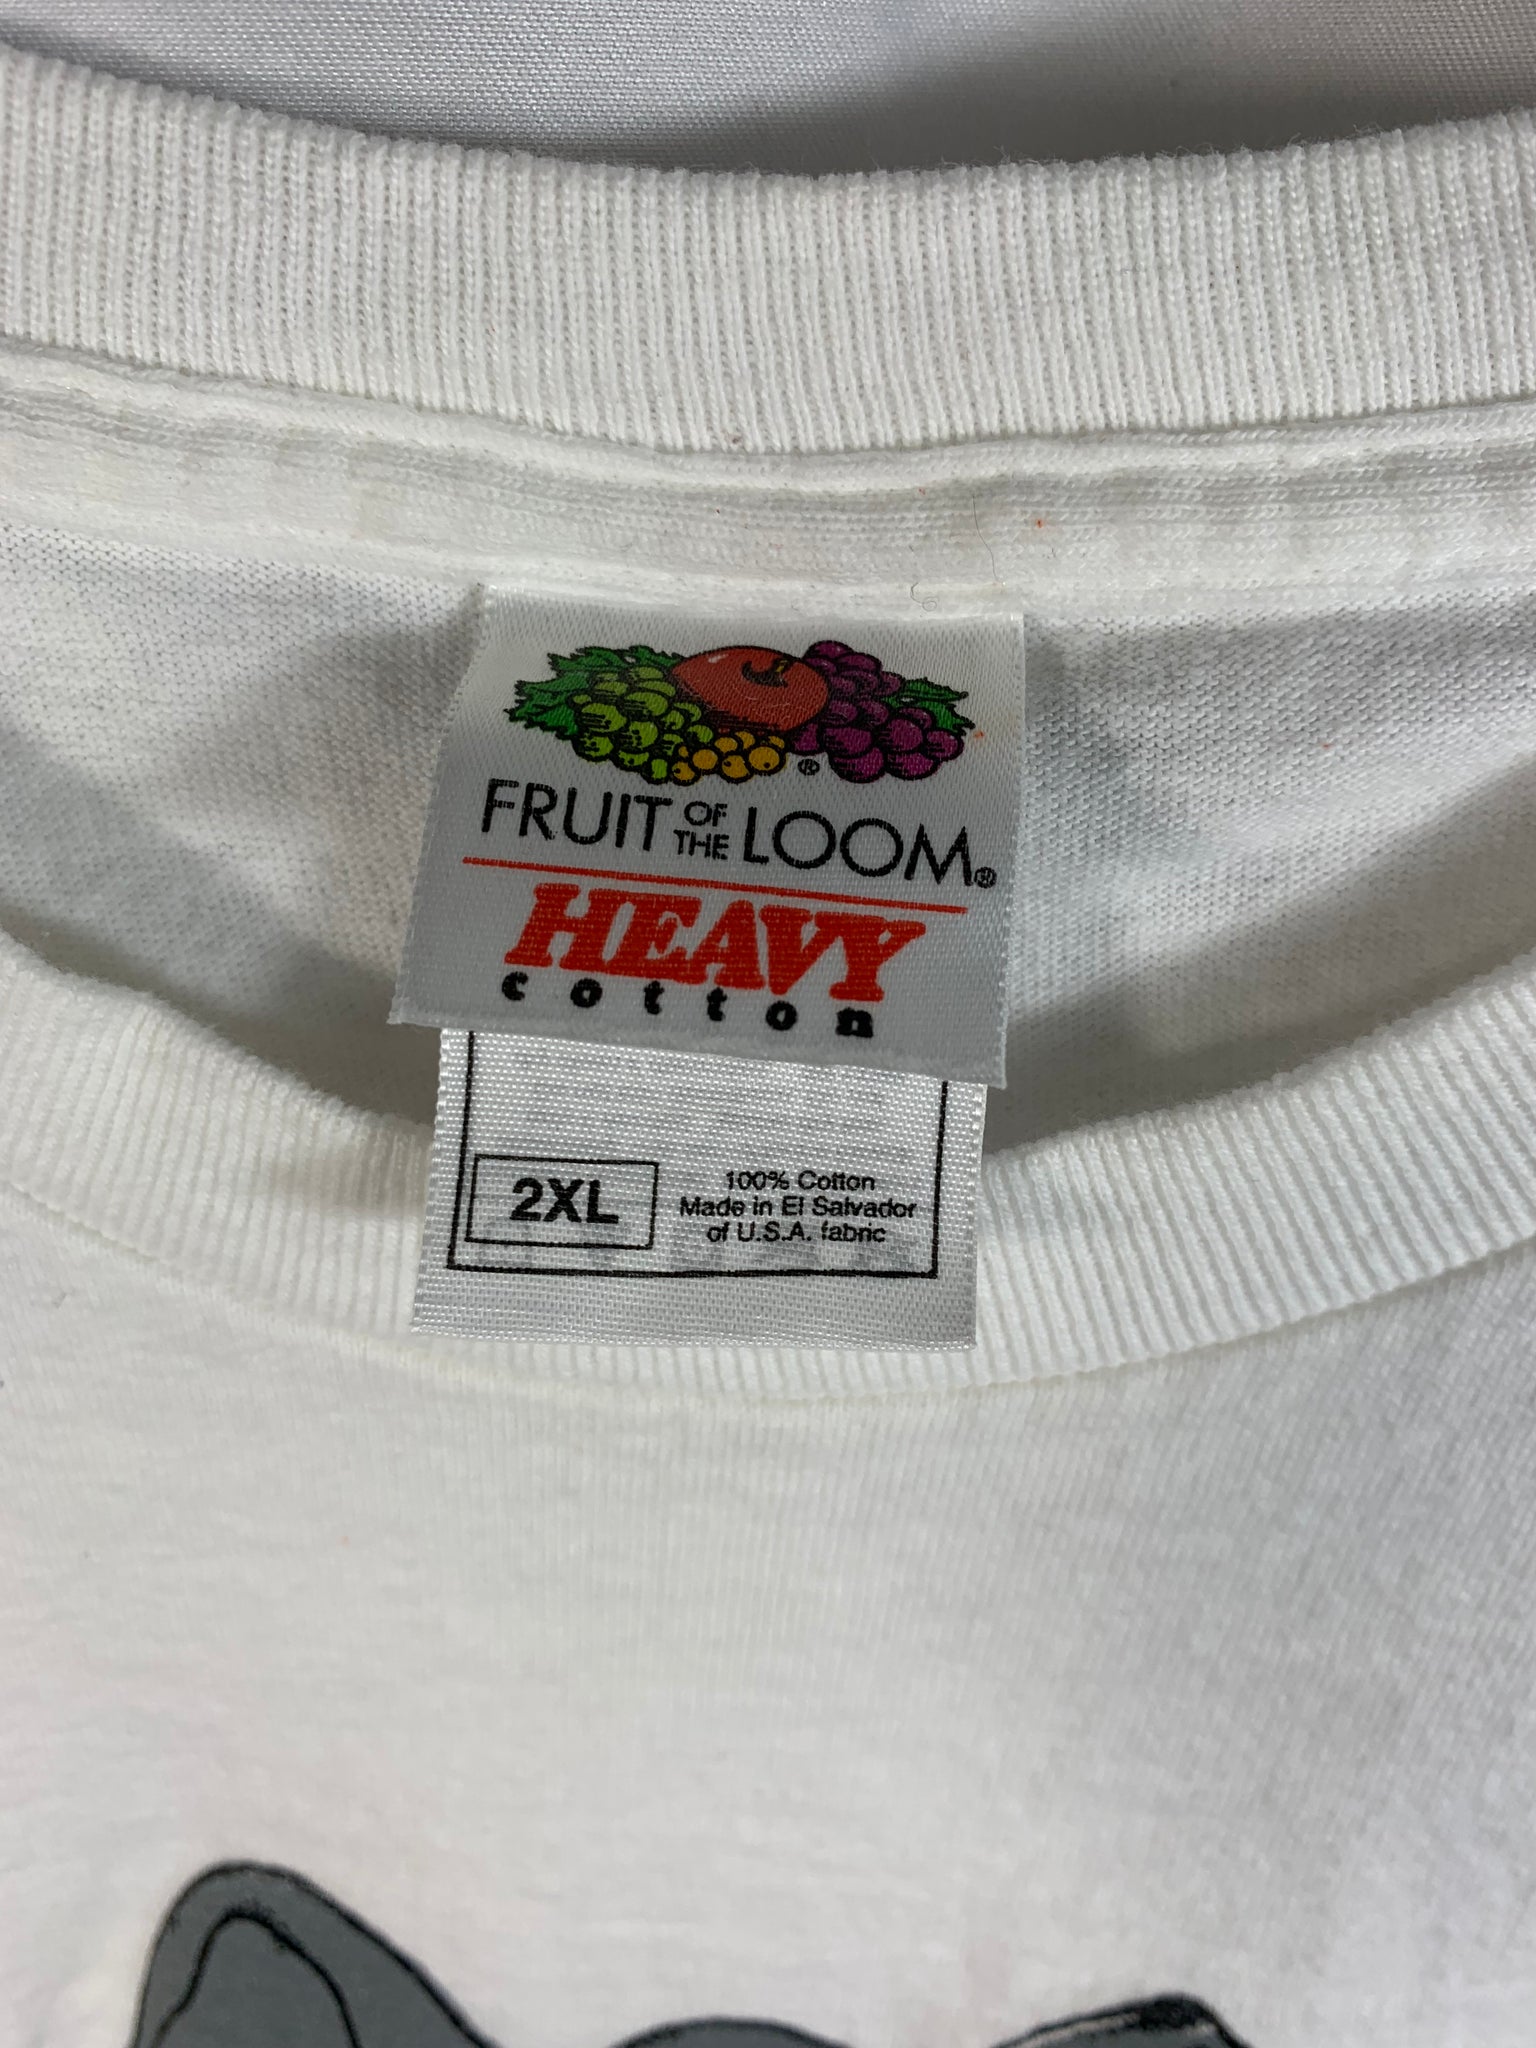 ®
FRUIT OF THE LOOM®
HEAVY
cotton
2XL
100% Cotton
Made in El Salvador
of U.S.A. fabric